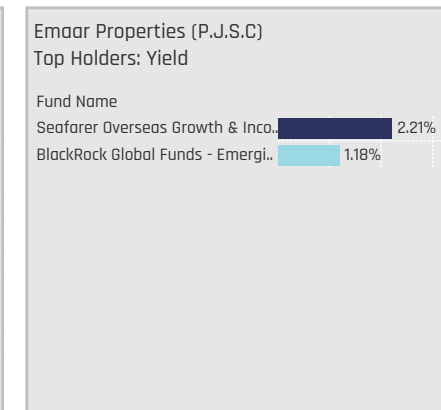 Emaar Properties (P.J.S.C)
Top Holders: Yield
Fund Name
Seafarer Overseas Growth & Inco.. 2.21%
BlackRock Global Funds - Emergi.. 1.18%